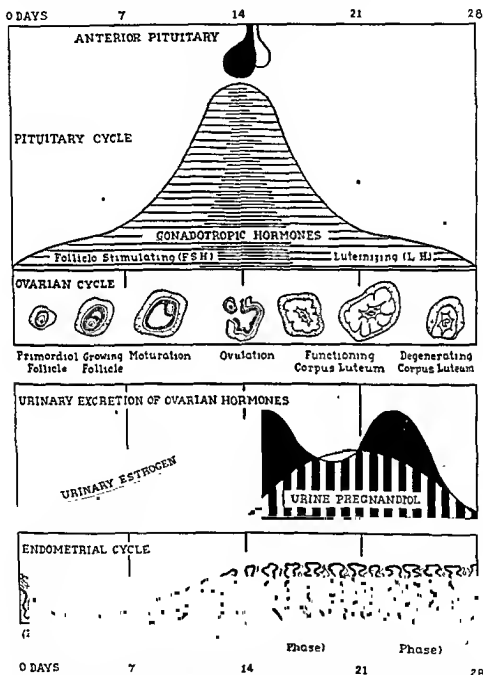 0 DAYS 7 14 21 28
ANTERIOR PITUITARY
PITUITARY CYCLE
GONADOTROPIC HORMONES
Follicle Stimulating (FSH) Luteinizing (LH)
OVARIAN CYCLE
Primordial Growing Maturation Ovulation Functioning Degenerating
Follicle Follicle Corpus Luteum Corpus Luteum
URINARY EXCRETION OF OVARIAN HORMONES
URINARY ESTROGEN
URINE PREGNANDIOL
ENDOMETRIAL CYCLE
Phase) Phase)
0 DAYS 7 14 21 28